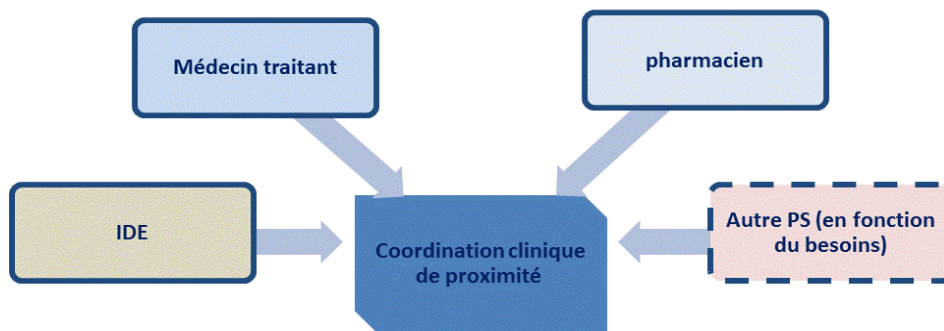 Médecin traitant
pharmacien
IDE
Coordination clinique
de proximité
Autre PS (en fonction
du besoins)